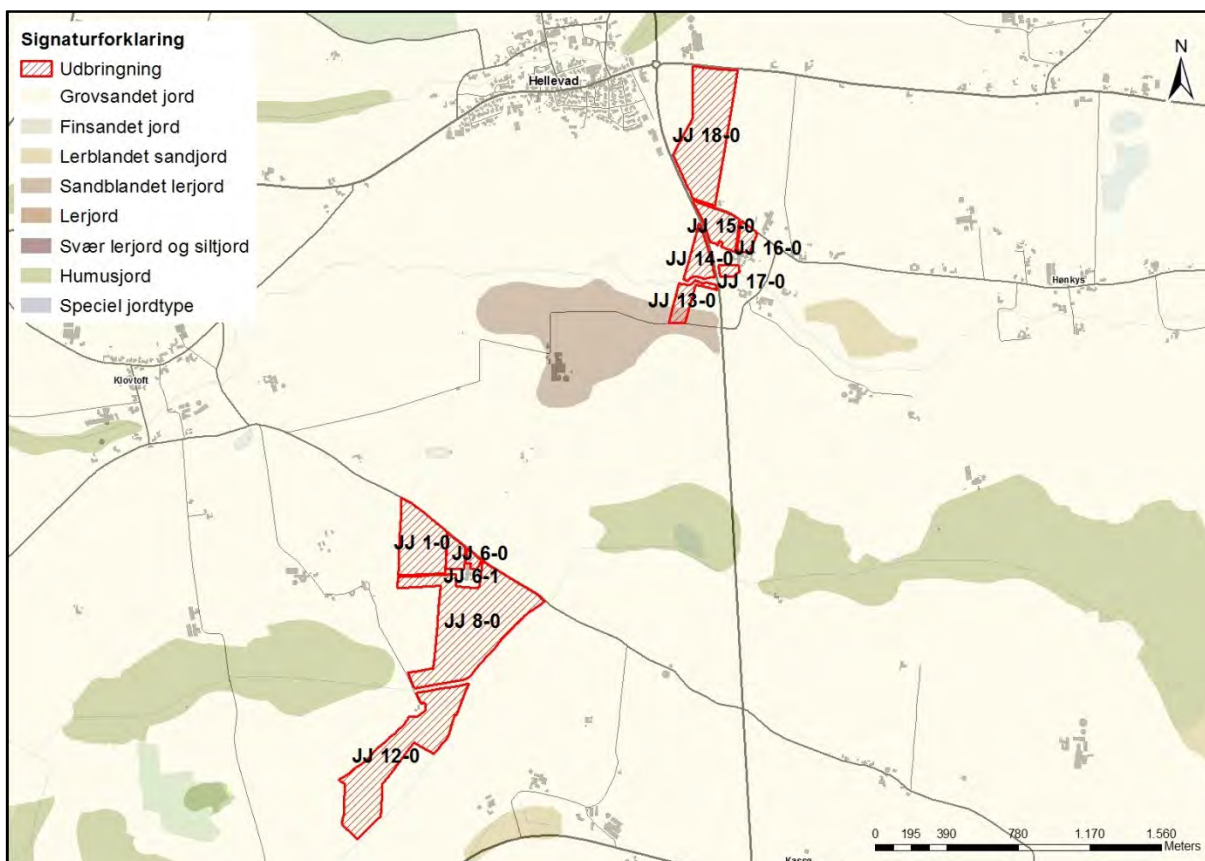 Signaturforklaring
Udbringning
Grovsandet jord
Finsandet jord
Lerblandet sandjord
Sandblandet lerjord
Lerjord
Svær lerjord og siltjord
Humusjord
Speciel jordtype
N
Hellevad
JJ 18-0
JJ 15-0
JJ 16-0
JJ 14-0
JJ 17-0
JJ 13-0
Hønkys
Klovtoft
JJ 1-0
JJ 6-0
JJ 6-1
JJ 8-0
JJ 12-0
0 195 390 780 1.170 1.560
Meters